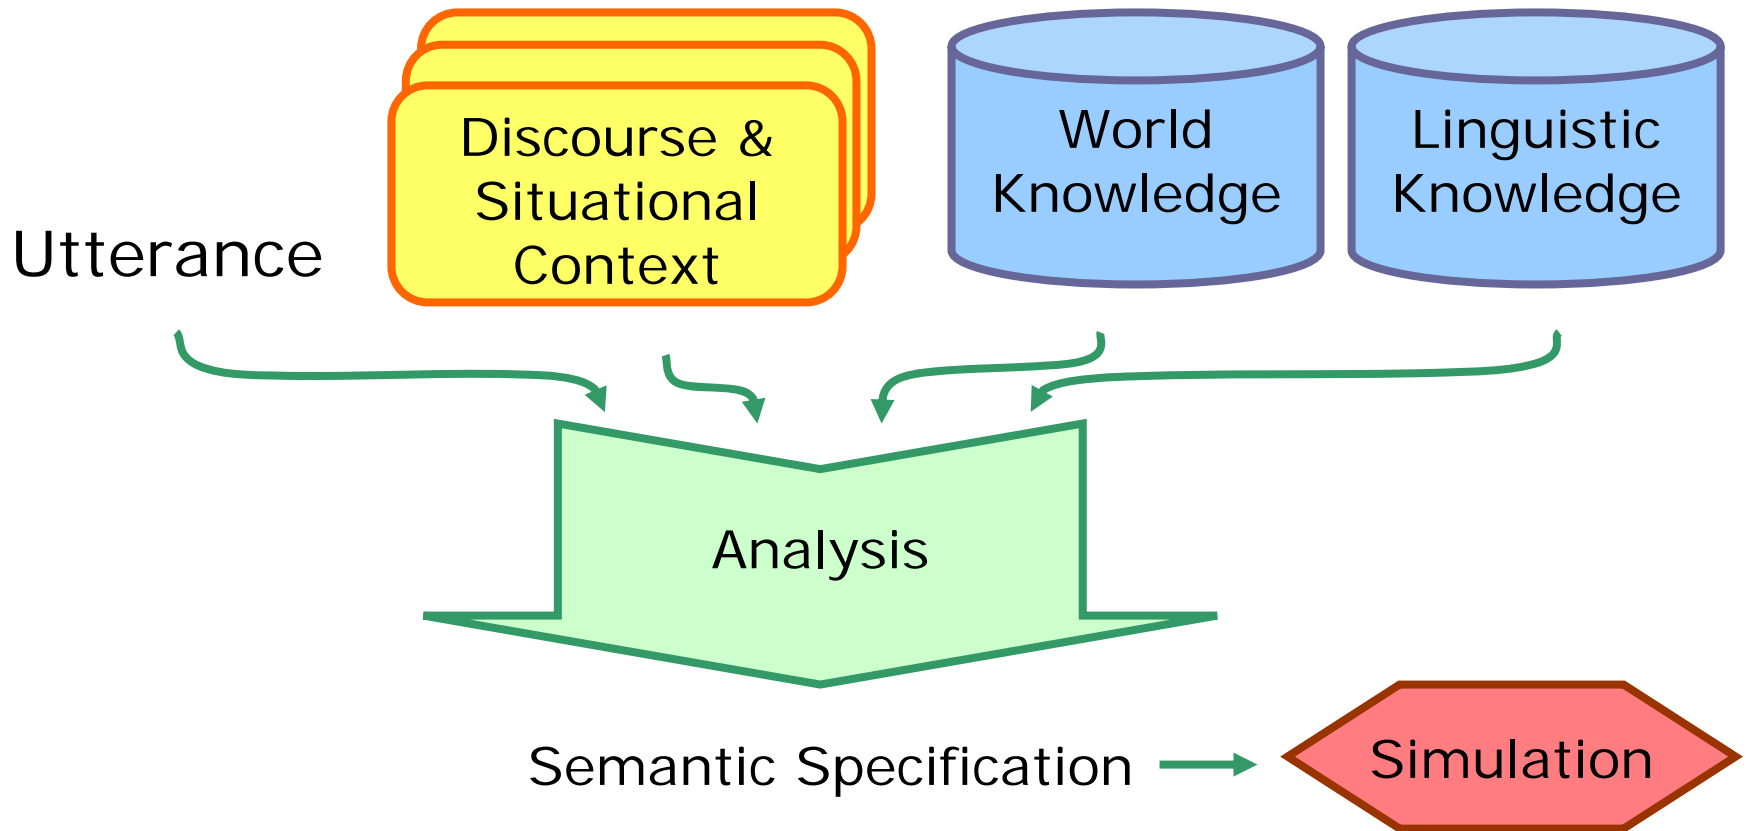 Utterance
Discourse &
Situational
Context
World
Knowledge
Linguistic
Knowledge
Analysis
Semantic Specification
Simulation